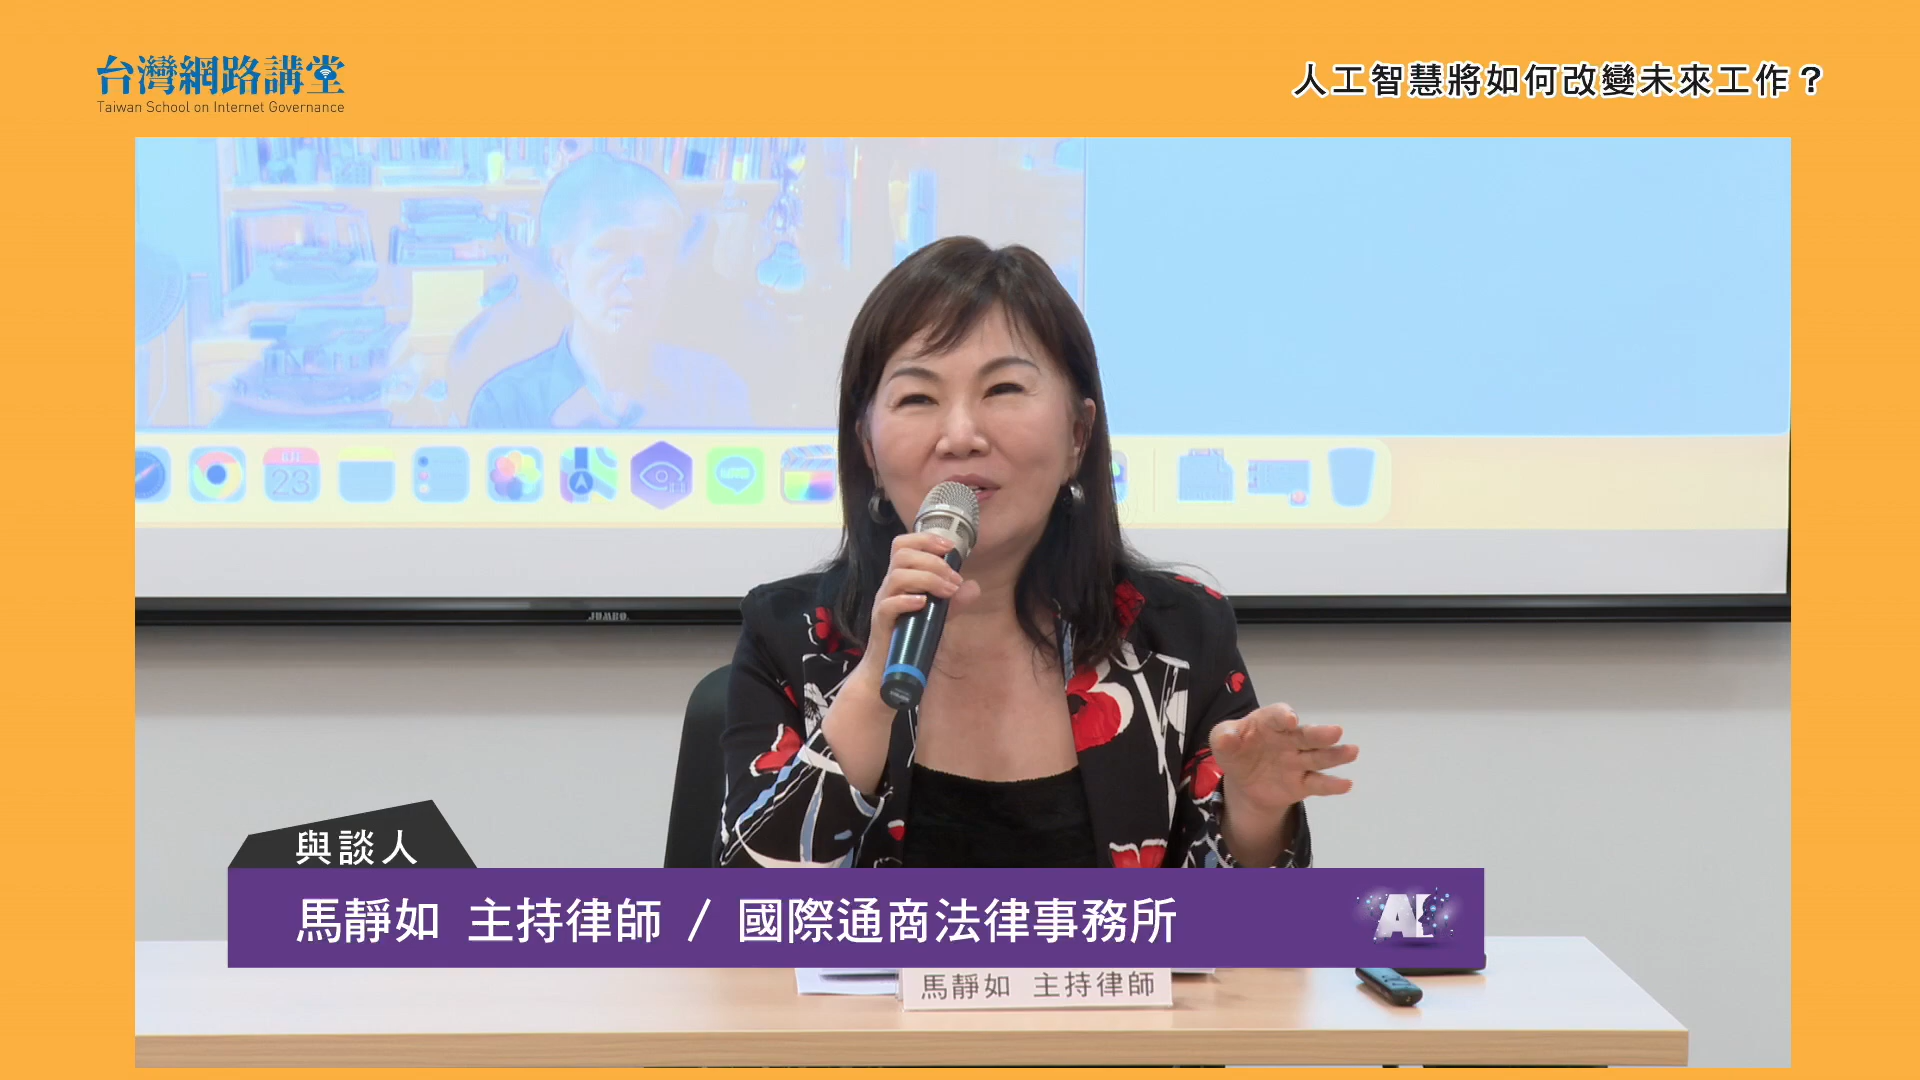 台灣網路講堂
Taiwan School on Internet Governance
人工智慧將如何改變未來工作？
23
JUMBO
與談人
馬靜如 主持律師 / 國際通商法律事務所
AI
馬靜如 主持律師